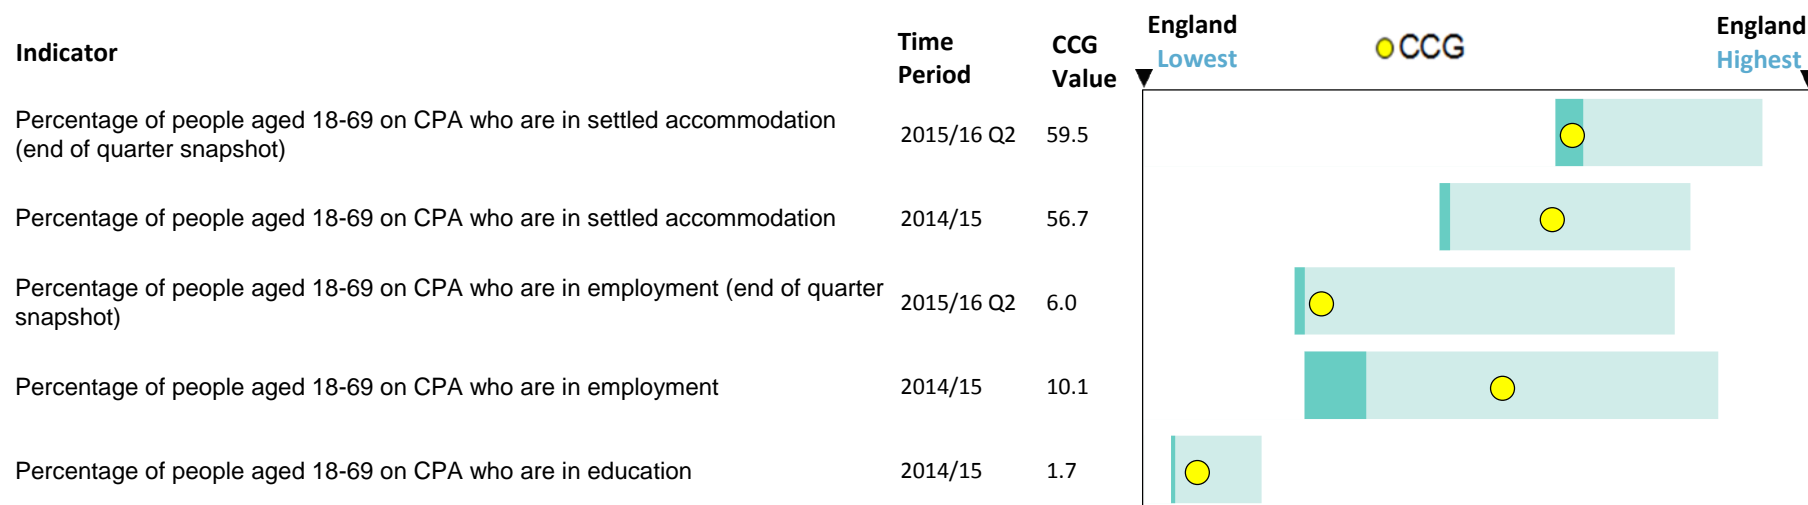 Indicator
Time
Period
CCG
Value
England
Lowest
CCG
England
Highest
Percentage of people aged 18-69 on CPA who are in settled accommodation
(end of quarter snapshot)
2015/16 Q2
59.5
Percentage of people aged 18-69 on CPA who are in settled accommodation
2014/15
56.7
Percentage of people aged 18-69 on CPA who are in employment (end of quarter
snapshot)
2015/16 Q2
6.0
Percentage of people aged 18-69 on CPA who are in employment
2014/15
10.1
Percentage of people aged 18-69 on CPA who are in education
2014/15
1.7